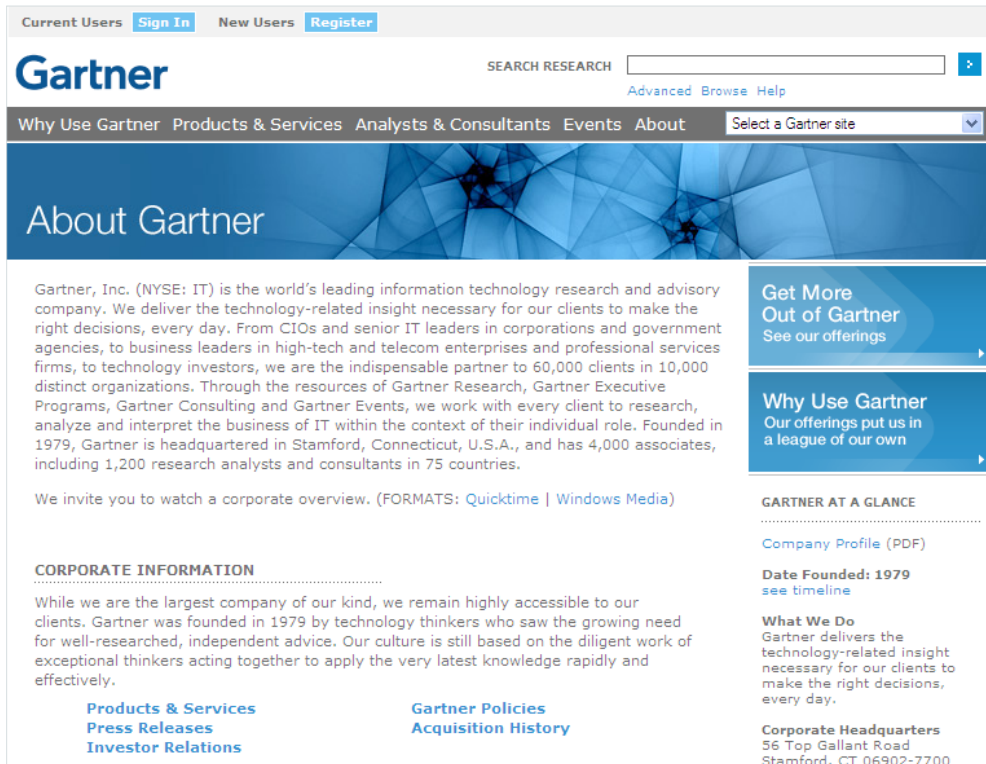 Current Users Sign In New Users Register
Gartner
SEARCH RESEARCH
Advanced Browse Help
Why Use Gartner Products & Services Analysts & Consultants Events About Select a Gartner site
About Gartner
Gartner, Inc. (NYSE: IT) is the world's leading information technology research and advisory
company. We deliver the technology-related insight necessary for our clients to make the
right decisions, every day. From CIOs and senior IT leaders in corporations and government
agencies, to business leaders in high-tech and telecom enterprises and professional services
firms, to technology investors, we are the indispensable partner to 60,000 clients in 10,000
distinct organizations. Through the resources of Gartner Research, Gartner Executive
Programs, Gartner Consulting and Gartner Events, we work with every client to research,
analyze and interpret the business of IT within the context of their individual role. Founded in
1979, Gartner is headquartered in Stamford, Connecticut, U.S.A., and has 4,000 associates,
including 1,200 research analysts and consultants in 75 countries.
We invite you to watch a corporate overview. (FORMATS: Quicktime | Windows Media)
CORPORATE INFORMATION
While we are the largest company of our kind, we remain highly accessible to our
clients. Gartner was founded in 1979 by technology thinkers who saw the growing need
for well-researched, independent advice. Our culture is still based on the diligent work of
exceptional thinkers acting together to apply the very latest knowledge rapidly and
effectively.
Products & Services
Press Releases
Investor Relations
Gartner Policies
Acquisition History
Get More
Out of Gartner
See our offerings
Why Use Gartner
Our offerings put us in
a league of our own
GARTNER AT A GLANCE
Company Profile (PDF)
Date Founded: 1979
see timeline
What We Do
Gartner delivers the
technology-related insight
necessary for our clients to
make the right decisions,
every day.
Corporate Headquarters
56 Top Gallant Road
Stamford, CT 06902-7700